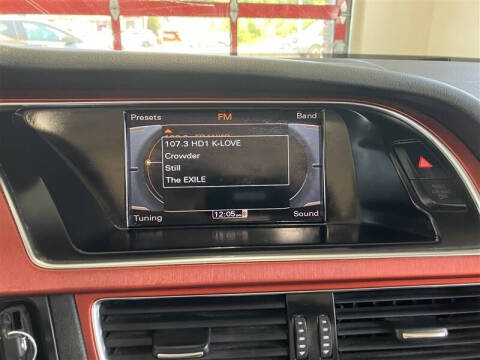 Presets FM Band
107.3 HD1 K-LOVE
Crowder
Still
The EXILE
Tuning 12:05 Sound